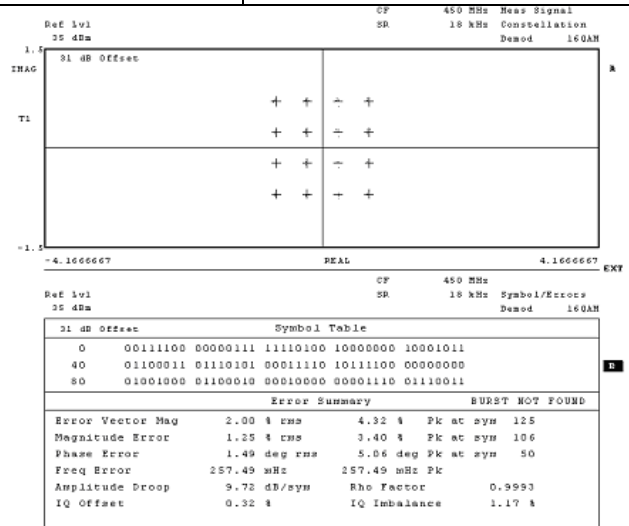 CF 450 MHz Meas Signal
Ref Lvl SR 18 kHz Constellation
35 dBm Demod 16QAM
1.5
31 dB Offset
IMAG
A
T1
-1.5
-4.1666667 REAL 4.1666667
EXT
CF 450 MHz
Ref Lvl SR 18 kHz Symbol/Errors
35 dBm Demod 16QAM
31 dB Offset Symbol Table
0 00111100 00000111 11110100 10000000 10001011
40 01100011 01110101 00011110 10111100 00000000
80 01001000 01100010 00010000 00001110 01110011
B
Error Summary BURST NOT FOUND
Error Vector Mag 2.00 % rms 4.32 % Pk at sym 125
Magnitude Error 1.25 % rms 3.40 % Pk at sym 106
Phase Error 1.49 deg rms 5.06 deg Pk at sym 50
Freq Error 257.49 mHz 257.49 mHz Pk
Amplitude Droop 9.72 dB/sym Rho Factor 0.9993
IQ Offset 0.32 % IQ Imbalance 1.17 %